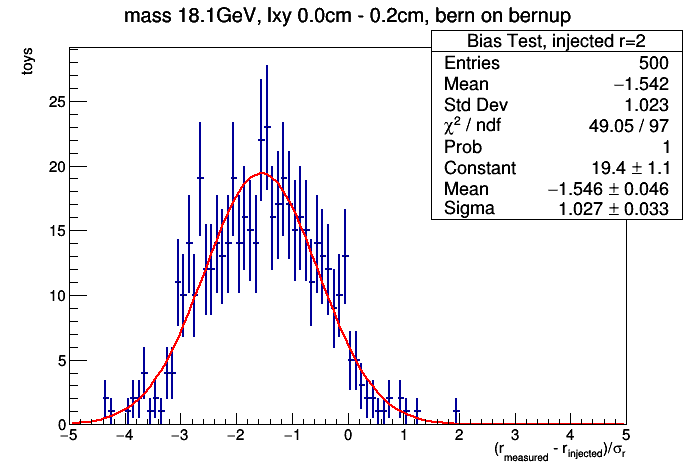 mass 18.1GeV, lxy 0.0cm - 0.2cm, bern on bernup
Bias Test, injected r=2
Entries 500
Mean −1.542
Std Dev 1.023
χ² / ndf 49.05 / 97
Prob 1
Constant 19.4 ± 1.1
Mean −1.546 ± 0.046
Sigma 1.027 ± 0.033
toys
25
20
15
10
5
0
−5 −4 −3 −2 −1 0 1 2 3 4 5
(r_measured - r_injected)/σ_r